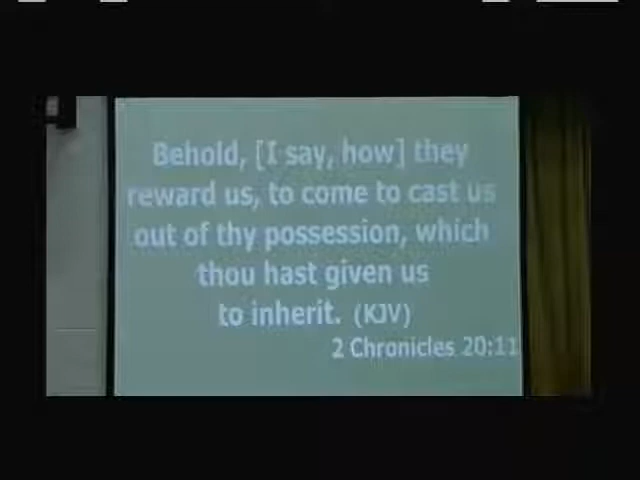 Behold, [I say, how] they
reward us, to come to cast us
out of thy possession, which
thou hast given us
to inherit. (KJV)
2 Chronicles 20:11